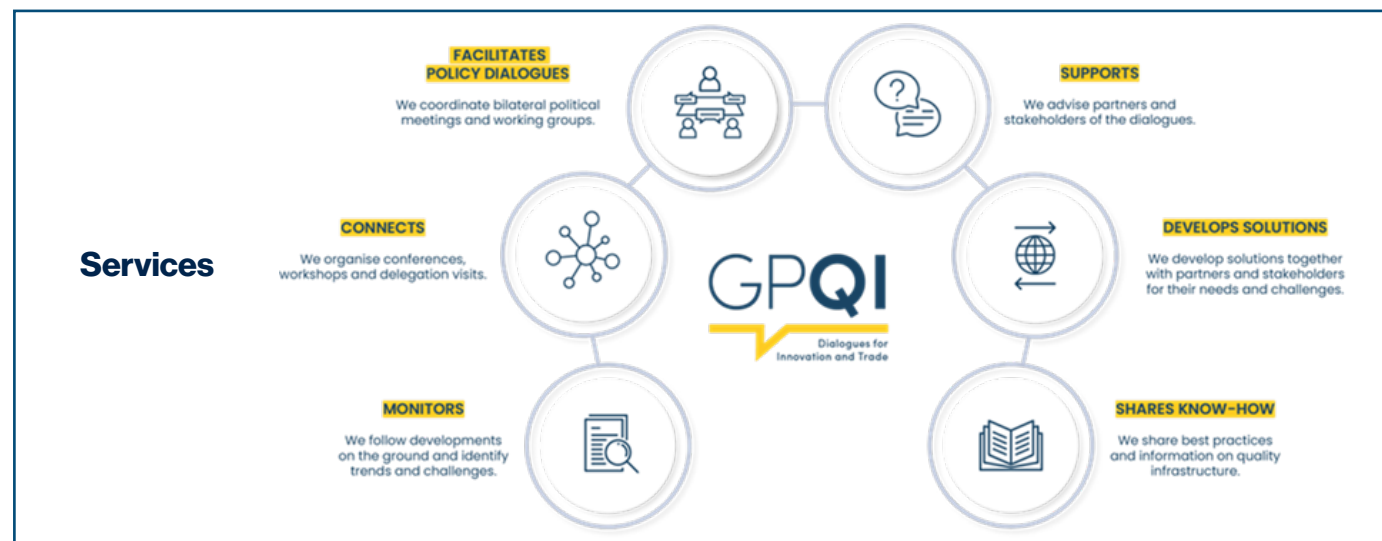 Services
FACILITATES
POLICY DIALOGUES
We coordinate bilateral political
meetings and working groups.
?
SUPPORTS
We advise partners and
stakeholders of the dialogues.
CONNECTS
We organise conferences,
workshops and delegation visits.
DEVELOPS SOLUTIONS
We develop solutions together
with partners and stakeholders
for their needs and challenges.
GPQI
Dialogues for
Innovation and Trade
MONITORS
We follow developments
on the ground and identify
trends and challenges.
SHARES KNOW-HOW
We share best practices
and information on quality
infrastructure.